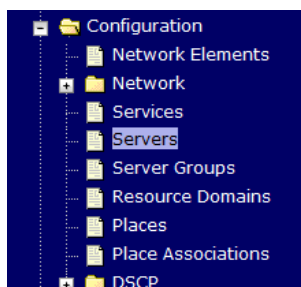 Configuration
Network Elements
Network
Services
Servers
Server Groups
Resource Domains
Places
Place Associations
DSCP